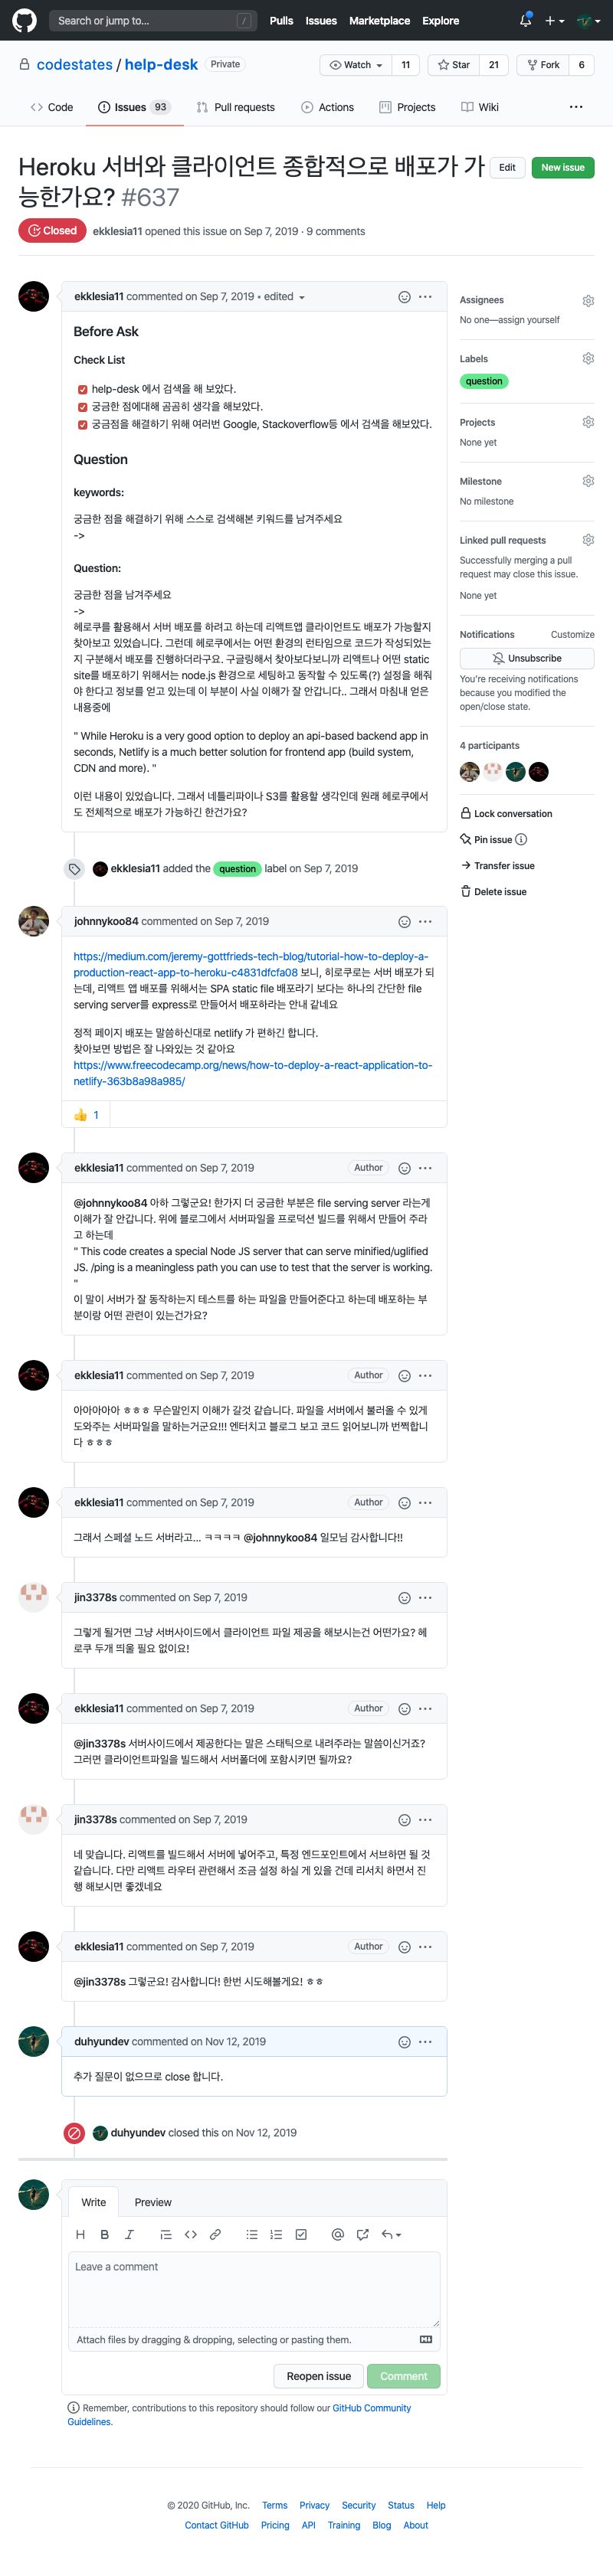 Search or jump to...
/
Pulls Issues Marketplace Explore
codestates / help-desk Private
Watch 11 Star 21 Fork 6
Code Issues 93 Pull requests Actions Projects Wiki
Heroku 서버와 클라이언트 종합적으로 배포가 가
능한가요? #637
Edit New issue
Closed ekklesia11 opened this issue on Sep 7, 2019 · 9 comments
ekklesia11 commented on Sep 7, 2019 • edited
Before Ask
Check List
help-desk 에서 검색을 해 보았다.
궁금한 점에대해 곰곰히 생각을 해보았다.
궁금점을 해결하기 위해 여러번 Google, Stackoverflow등 에서 검색을 해보았다.
Question
keywords:
궁금한 점을 해결하기 위해 스스로 검색해본 키워드를 남겨주세요
->
Question:
궁금한 점을 남겨주세요
->
헤로쿠를 활용해서 서버 배포를 하려고 하는데 리액트앱 클라이언트도 배포가 가능할지
찾아보고 있었습니다. 그런데 헤로쿠에서는 어떤 환경의 런타임으로 코드가 작성되었는
지 구분해서 배포를 진행하더라구요. 구글링해서 찾아보다보니까 리액트나 어떤 static
site를 배포하기 위해서는 node.js 환경으로 세팅하고 동작할 수 있도록(?) 설정을 해줘
야 한다고 정보를 얻고 있는데 이 부분이 사실 이해가 잘 안갑니다.. 그래서 마침내 얻은
내용중에
" While Heroku is a very good option to deploy an api-based backend app in
seconds, Netlify is a much better solution for frontend app (build system,
CDN and more). "
이런 내용이 있었습니다. 그래서 네틀리파이나 S3를 활용할 생각인데 원래 헤로쿠에서
도 전체적으로 배포가 가능하긴 한건가요?
Assignees
No one—assign yourself
Labels
question
Projects
None yet
Milestone
No milestone
Linked pull requests
Successfully merging a pull
request may close this issue.
None yet
Notifications Customize
Unsubscribe
You're receiving notifications
because you modified the
open/close state.
4 participants
Lock conversation
Pin issue
Transfer issue
Delete issue
ekklesia11 added the question label on Sep 7, 2019
johnnykoo84 commented on Sep 7, 2019
https://medium.com/jeremy-gottfrieds-tech-blog/tutorial-how-to-deploy-a-
production-react-app-to-heroku-c4831dfcfa08 보니, 히로쿠로는 서버 배포가 되
는데, 리액트 앱 배포를 위해서는 SPA static file 배포라기 보다는 하나의 간단한 file
serving server를 express로 만들어서 배포하라는 안내 같네요
정적 페이지 배포는 말씀하신대로 netlify 가 편하긴 합니다.
찾아보면 방법은 잘 나와있는 것 같아요
https://www.freecodecamp.org/news/how-to-deploy-a-react-application-to-
netlify-363b8a98a985/
👍 1
ekklesia11 commented on Sep 7, 2019 Author
@johnnykoo84 아하 그렇군요! 한가지 더 궁금한 부분은 file serving server 라는게
이해가 잘 안갑니다. 위에 블로그에서 서버파일을 프로덕션 빌드를 위해서 만들어 주라
고 하는데
" This code creates a special Node JS server that can serve minified/uglified
JS. /ping is a meaningless path you can use to test that the server is working.
"
이 말이 서버가 잘 동작하는지 테스트를 하는 파일을 만들어준다고 하는데 배포하는 부
분이랑 어떤 관련이 있는건가요?
ekklesia11 commented on Sep 7, 2019 Author
아아아아아 ㅎㅎㅎ 무슨말인지 이해가 갈것 같습니다. 파일을 서버에서 불러올 수 있게
도와주는 서버파일을 말하는거군요!!! 엔터치고 블로그 보고 코드 읽어보니까 번쩍합니
다 ㅎㅎㅎ
ekklesia11 commented on Sep 7, 2019 Author
그래서 스페셜 노드 서버라고... ㅋㅋㅋㅋ @johnnykoo84 일모님 감사합니다!!
jin3378s commented on Sep 7, 2019
그렇게 될거면 그냥 서버사이드에서 클라이언트 파일 제공을 해보시는건 어떤가요? 헤
로쿠 두개 띄울 필요 없이요!
ekklesia11 commented on Sep 7, 2019 Author
@jin3378s 서버사이드에서 제공한다는 말은 스태틱으로 내려주라는 말씀이신거죠?
그러면 클라이언트파일을 빌드해서 서버폴더에 포함시키면 될까요?
jin3378s commented on Sep 7, 2019
네 맞습니다. 리액트를 빌드해서 서버에 넣어주고, 특정 엔드포인트에서 서브하면 될 것
같습니다. 다만 리액트 라우터 관련해서 조금 설정 하실 게 있을 건데 리서치 하면서 진
행 해보시면 좋겠네요
ekklesia11 commented on Sep 7, 2019 Author
@jin3378s 그렇군요! 감사합니다! 한번 시도해볼게요! ㅎㅎ
duhyundev commented on Nov 12, 2019
추가 질문이 없으므로 close 합니다.
duhyundev closed this on Nov 12, 2019
Write Preview
Leave a comment
Attach files by dragging & dropping, selecting or pasting them.
Reopen issue Comment
Remember, contributions to this repository should follow our GitHub Community
Guidelines.
© 2020 GitHub, Inc. Terms Privacy Security Status Help
Contact GitHub Pricing API Training Blog About